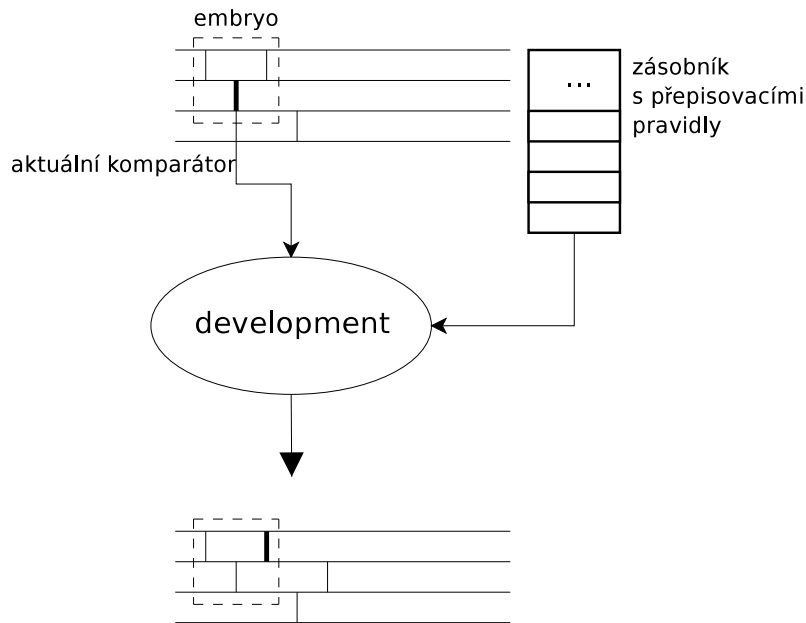 embryo
zásobník
s přepisovacími
pravidly
...
aktuální komparátor
development